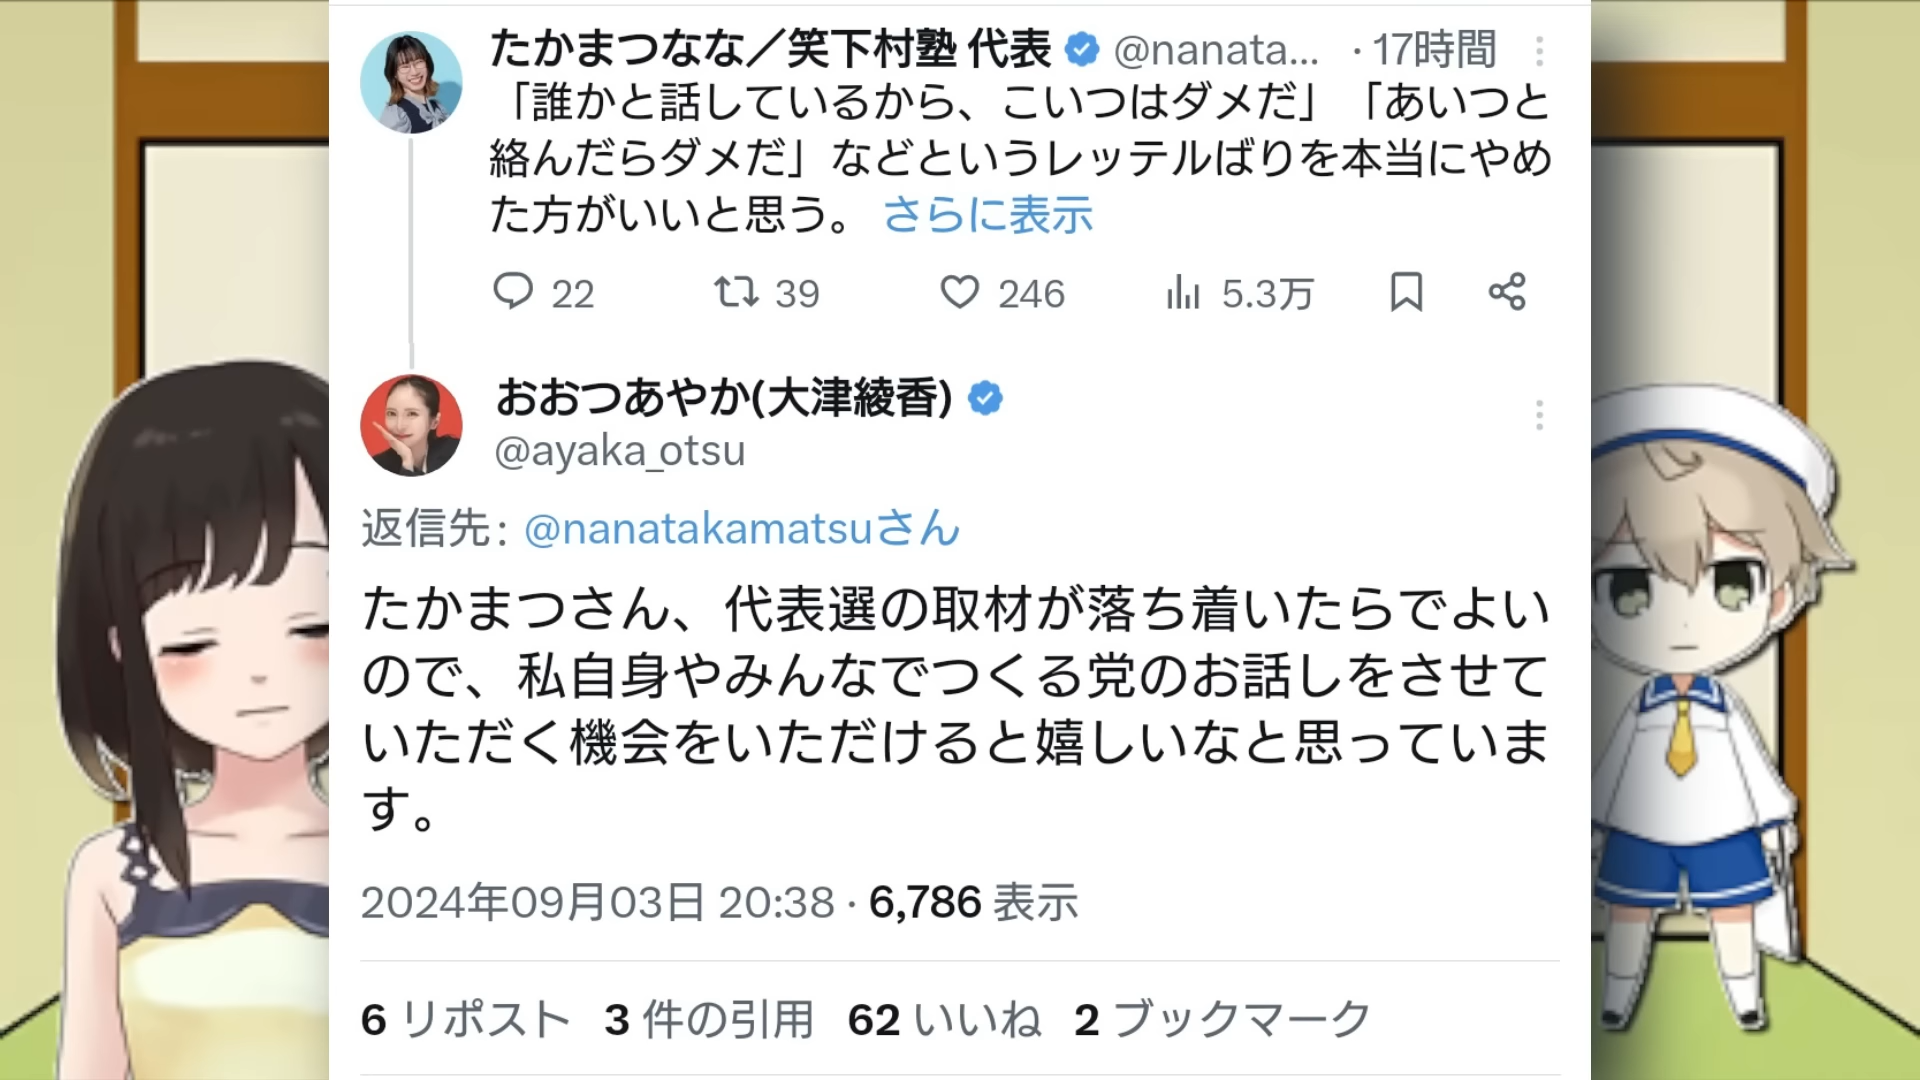 たかまつなな／笑下村塾 代表 @nanata... · 17時間
「誰かと話しているから、こいつはダメだ」「あいつと
絡んだらダメだ」などというレッテルばりを本当にやめ
た方がいいと思う。 さらに表示
22 39 246 5.3万
おおつあやか(大津綾香)
@ayaka_otsu
返信先: @nanatakamatsuさん
たかまつさん、代表選の取材が落ち着いたらでよい
ので、私自身やみんなでつくる党のお話しをさせて
いただく機会をいただけると嬉しいなと思っていま
す。
2024年09月03日 20:38 · 6,786 表示
6 リポスト 3 件の引用 62 いいね 2 ブックマーク